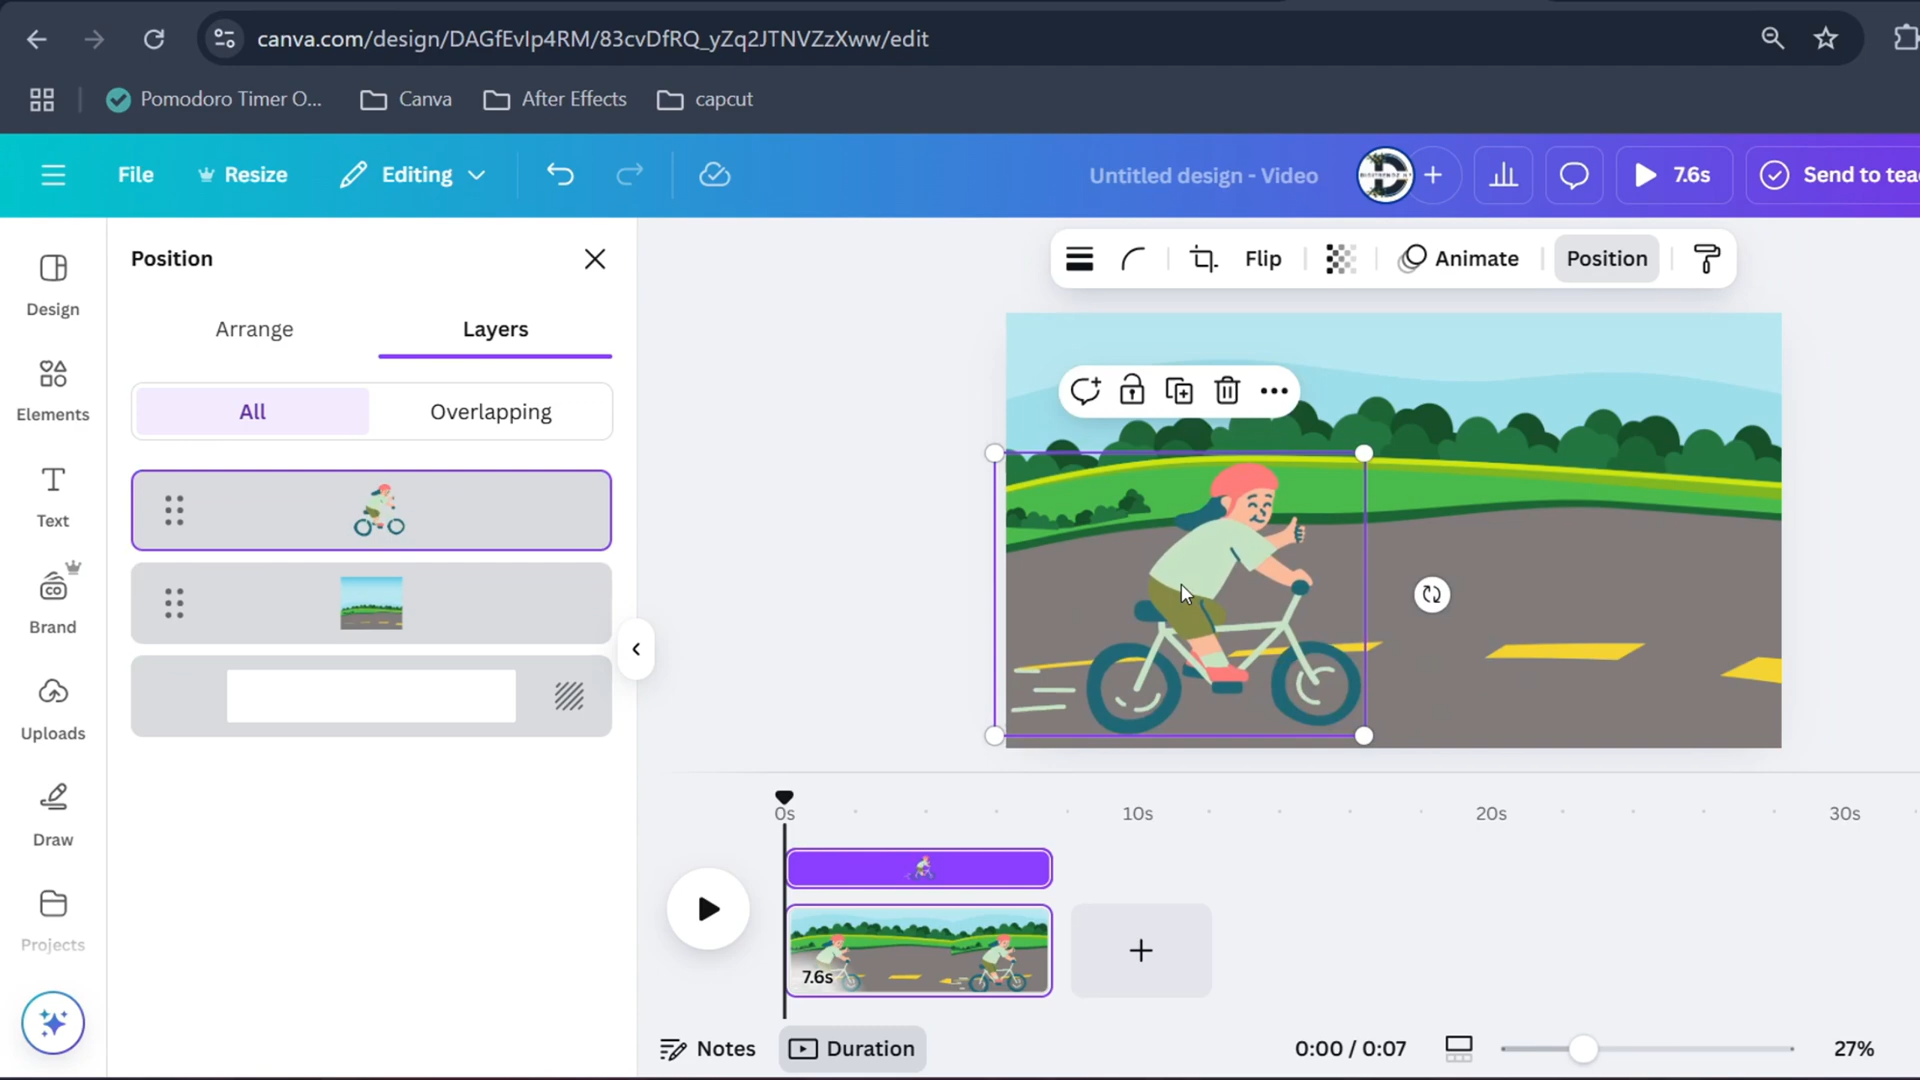 canva.com/design/DAGfEvIp4RM/83cvDfRQ_yZq2JTNVZzXww/edit
Pomodoro Timer O... Canva After Effects capcut
File Resize Editing Untitled design - Video 7.6s Send to tea
Position
Flip Animate Position
Arrange Layers
All Overlapping
Design
Elements
Text
Brand
Uploads
Draw
Projects
0s 10s 20s 30s
7.6s
Notes Duration 0:00 / 0:07 27%